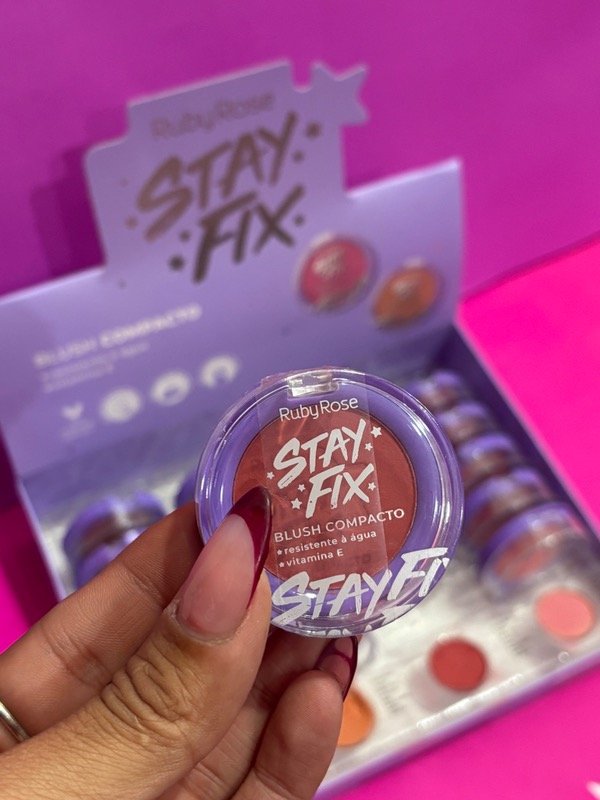 RubyRose
STAY
FIX
BLUSH COMPACTO
RubyRose
STAY
FIX
BLUSH COMPACTO
resistente à água
vitamina E
STAY FIX